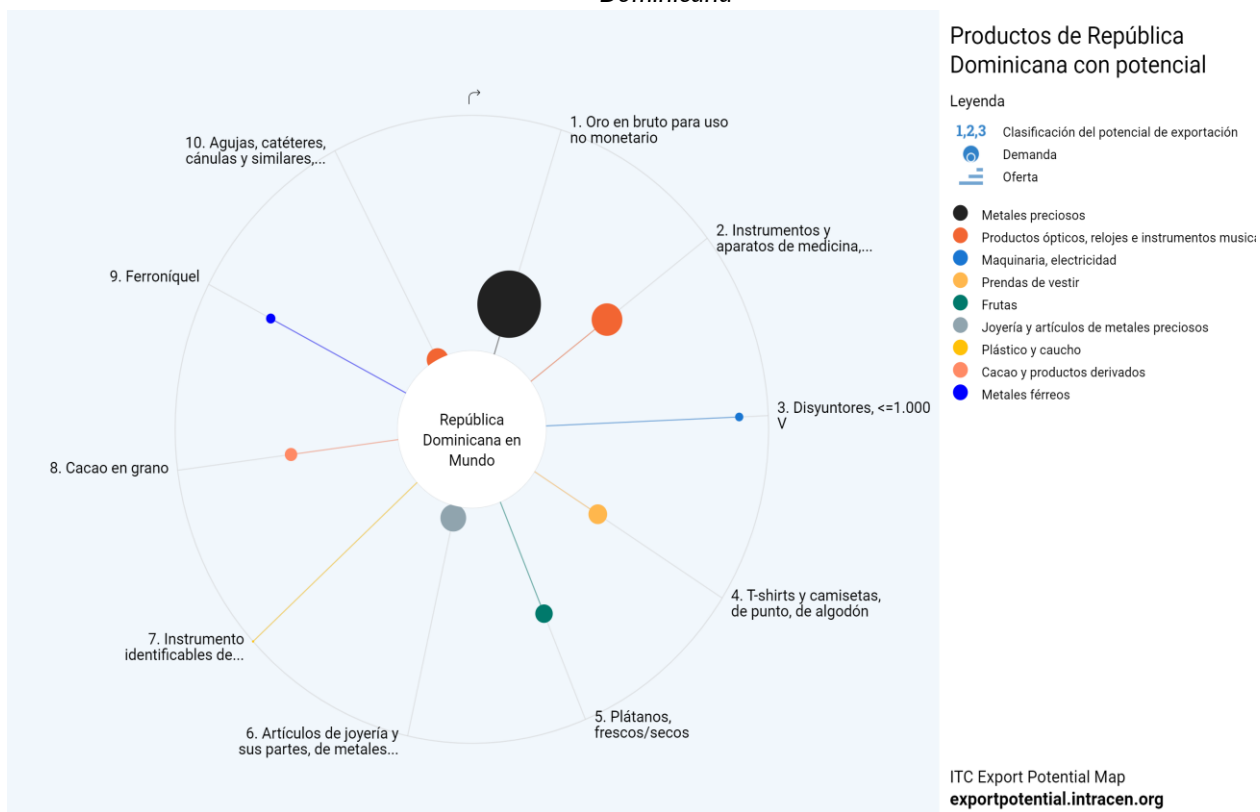 Dominicana
Productos de República
Dominicana con potencial
Leyenda
1,2,3 Clasificación del potencial de exportación
Demanda
Oferta
Metales preciosos
Productos ópticos, relojes e instrumentos musica
Maquinaria, electricidad
Prendas de vestir
Frutas
Joyería y artículos de metales preciosos
Plástico y caucho
Cacao y productos derivados
Metales férreos
1. Oro en bruto para uso
no monetario
2. Instrumentos y
aparatos de medicina,...
3. Disyuntores, <=1.000
V
4. T-shirts y camisetas,
de punto, de algodón
5. Plátanos,
frescos/secos
6. Artículos de joyería y
sus partes, de metales...
7. Instrumento
identificables de...
8. Cacao en grano
9. Ferroníquel
10. Agujas, catéteres,
cánulas y similares,...
República
Dominicana en
Mundo
ITC Export Potential Map
exportpotential.intracen.org